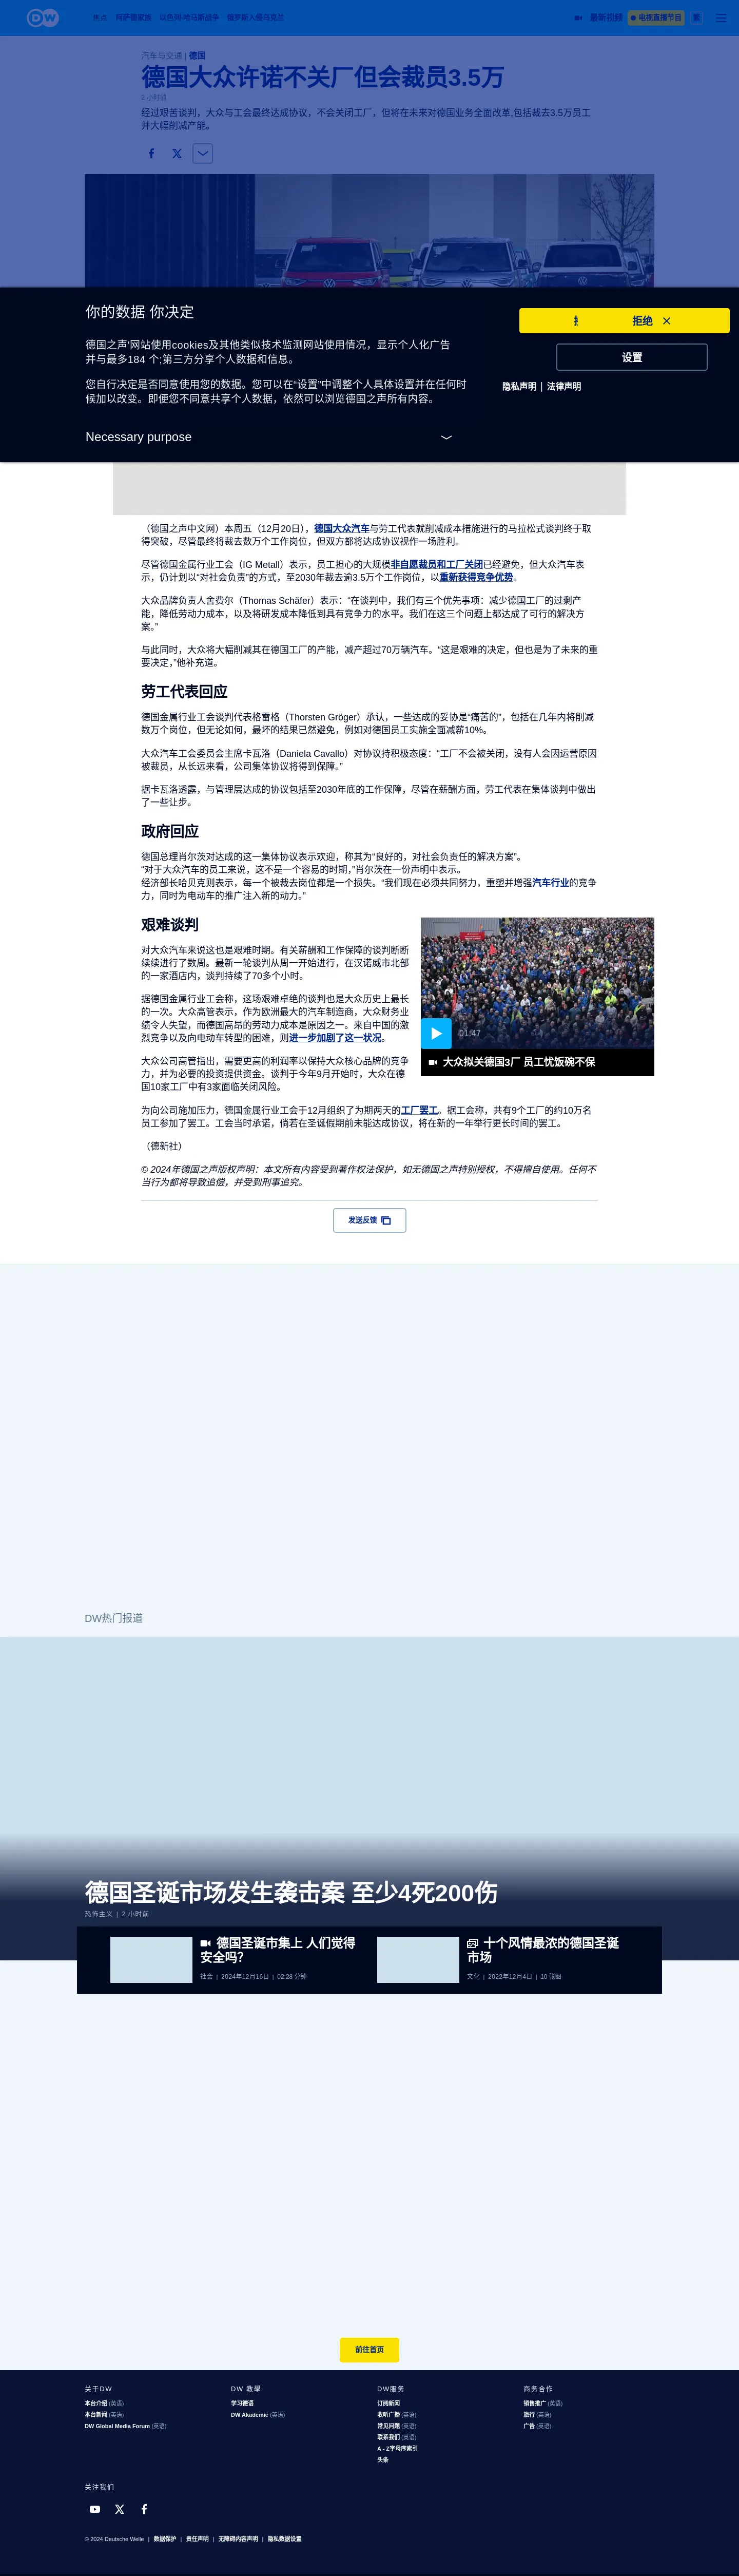 DW
焦点 阿萨德家族 以色列-哈马斯战争 俄罗斯入侵乌克兰
最新视频 电视直播节目 繁
汽车与交通 | 德国
德国大众许诺不关厂但会裁员3.5万
2 小时前
经过艰苦谈判，大众与工会最终达成协议，不会关闭工厂，但将在未来对德国业务全面改革,包括裁去3.5万员工
并大幅削减产能。
你的数据 你决定
拒绝
德国之声'网站使用cookies及其他类似技术监测网站使用情况，显示个人化广告
并与最多184 个;第三方分享个人数据和信息。
设置
您自行决定是否同意使用您的数据。您可以在“设置”中调整个人具体设置并在任何时
候加以改变。即便您不同意共享个人数据，依然可以浏览德国之声所有内容。
隐私声明 | 法律声明
Necessary purpose
（德国之声中文网）本周五（12月20日），德国大众汽车与劳工代表就削减成本措施进行的马拉松式谈判终于取
得突破，尽管最终将裁去数万个工作岗位，但双方都将达成协议视作一场胜利。
尽管德国金属行业工会（IG Metall）表示，员工担心的大规模非自愿裁员和工厂关闭已经避免，但大众汽车表
示，仍计划以“对社会负责”的方式，至2030年裁去逾3.5万个工作岗位，以重新获得竞争优势。
大众品牌负责人舍费尔（Thomas Schäfer）表示：“在谈判中，我们有三个优先事项：减少德国工厂的过剩产
能，降低劳动力成本，以及将研发成本降低到具有竞争力的水平。我们在这三个问题上都达成了可行的解决方
案。”
与此同时，大众将大幅削减其在德国工厂的产能，减产超过70万辆汽车。“这是艰难的决定，但也是为了未来的重
要决定，”他补充道。
劳工代表回应
德国金属行业工会谈判代表格雷格（Thorsten Gröger）承认，一些达成的妥协是“痛苦的”，包括在几年内将削减
数万个岗位，但无论如何，最坏的结果已然避免，例如对德国员工实施全面减薪10%。
大众汽车工会委员会主席卡瓦洛（Daniela Cavallo）对协议持积极态度：“工厂不会被关闭，没有人会因运营原因
被裁员，从长远来看，公司集体协议将得到保障。”
据卡瓦洛透露，与管理层达成的协议包括至2030年底的工作保障，尽管在薪酬方面，劳工代表在集体谈判中做出
了一些让步。
政府回应
德国总理肖尔茨对达成的这一集体协议表示欢迎，称其为“良好的，对社会负责任的解决方案”。
“对于大众汽车的员工来说，这不是一个容易的时期，”肖尔茨在一份声明中表示。
经济部长哈贝克则表示，每一个被裁去岗位都是一个损失。“我们现在必须共同努力，重塑并增强汽车行业的竞争
力，同时为电动车的推广注入新的动力。”
艰难谈判
对大众汽车来说这也是艰难时期。有关薪酬和工作保障的谈判断断
续续进行了数周。最新一轮谈判从周一开始进行，在汉诺威市北部
的一家酒店内，谈判持续了70多个小时。
据德国金属行业工会称，这场艰难卓绝的谈判也是大众历史上最长
的一次。大众高管表示，作为欧洲最大的汽车制造商，大众财务业
绩令人失望，而德国高昂的劳动力成本是原因之一。来自中国的激
烈竞争以及向电动车转型的困难，则进一步加剧了这一状况。
01:47
大众拟关德国3厂 员工忧饭碗不保
大众公司高管指出，需要更高的利润率以保持大众核心品牌的竞争
力，并为必要的投资提供资金。谈判于今年9月开始时，大众在德
国10家工厂中有3家面临关闭风险。
为向公司施加压力，德国金属行业工会于12月组织了为期两天的工厂罢工。据工会称，共有9个工厂的约10万名
员工参加了罢工。工会当时承诺，倘若在圣诞假期前未能达成协议，将在新的一年举行更长时间的罢工。
（德新社）
© 2024年德国之声版权声明：本文所有内容受到著作权法保护，如无德国之声特别授权，不得擅自使用。任何不
当行为都将导致追偿，并受到刑事追究。
发送反馈
DW热门报道
德国圣诞市场发生袭击案 至少4死200伤
恐怖主义 | 2 小时前
德国圣诞市集上 人们觉得
安全吗？
社会 | 2024年12月16日 | 02:28 分钟
十个风情最浓的德国圣诞
市场
文化 | 2022年12月4日 | 10 张图
前往首页
关于DW
本台介绍 (英语)
本台新闻 (英语)
DW Global Media Forum (英语)
DW 教學
学习德语
DW Akademie (英语)
DW服务
订阅新闻
收听广播 (英语)
常见问题 (英语)
联系我们 (英语)
A - Z字母序索引
头条
商务合作
销售推广 (英语)
旅行 (英语)
广告 (英语)
关注我们
© 2024 Deutsche Welle | 数据保护 | 责任声明 | 无障碍内容声明 | 隐私数据设置